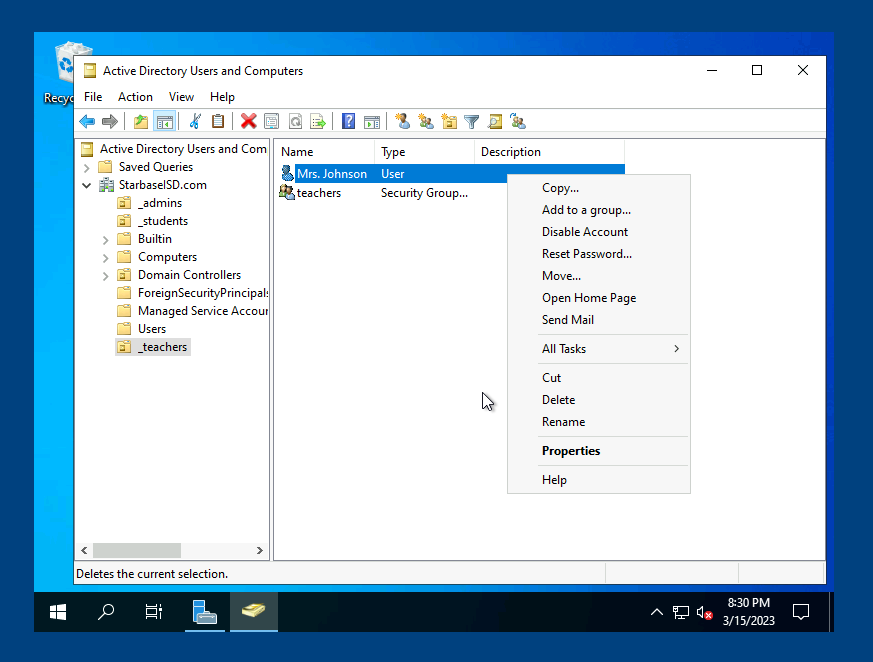 Recyc
Active Directory Users and Computers
File Action View Help
Active Directory Users and Com
Saved Queries
StarbaseISD.com
_admins
_students
Builtin
Computers
Domain Controllers
ForeignSecurityPrincipals
Managed Service Accour
Users
_teachers
Name Type Description
Mrs. Johnson User
teachers Security Group...
Copy...
Add to a group...
Disable Account
Reset Password...
Move...
Open Home Page
Send Mail
All Tasks
Cut
Delete
Rename
Properties
Help
Deletes the current selection.
8:30 PM
3/15/2023